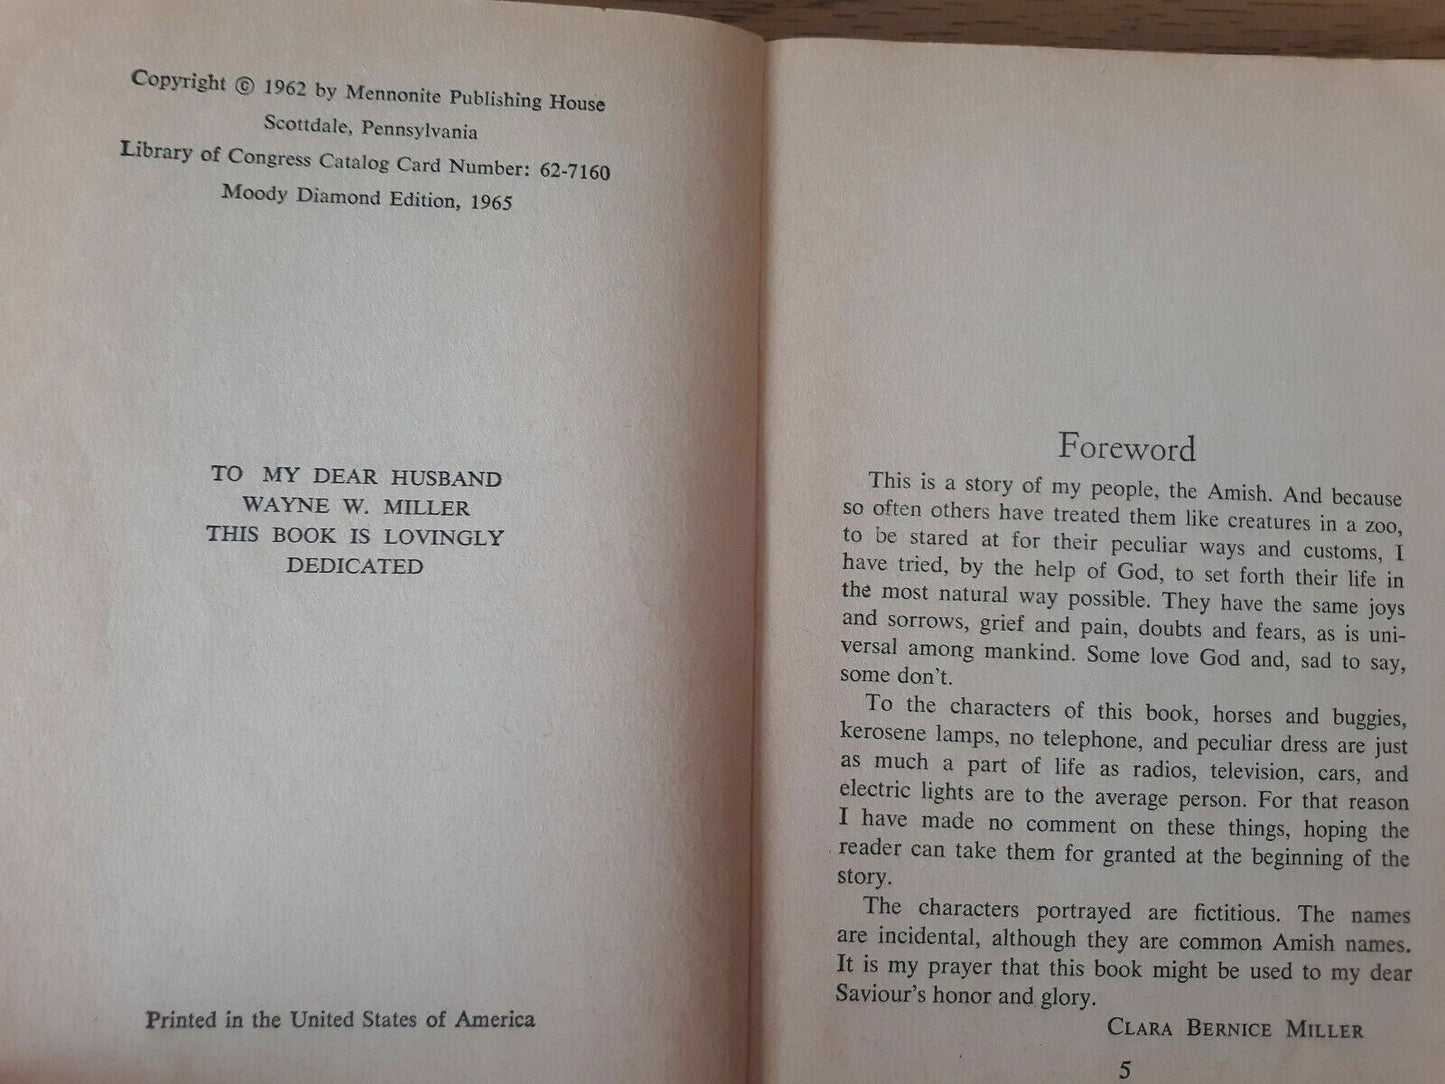 Copyright © 1962 by Mennonite Publishing House
Scottdale, Pennsylvania
Library of Congress Catalog Card Number: 62-7160
Moody Diamond Edition, 1965
TO MY DEAR HUSBAND
WAYNE W. MILLER
THIS BOOK IS LOVINGLY
DEDICATED
Printed in the United States of America
Foreword
This is a story of my people, the Amish. And because
so often others have treated them like creatures in a zoo,
to be stared at for their peculiar ways and customs, I
have tried, by the help of God, to set forth their life in
the most natural way possible. They have the same joys
and sorrows, grief and pain, doubts and fears, as is uni-
versal among mankind. Some love God and, sad to say,
some don't.
To the characters of this book, horses and buggies,
kerosene lamps, no telephone, and peculiar dress are just
as much a part of life as radios, television, cars, and
electric lights are to the average person. For that reason
I have made no comment on these things, hoping the
reader can take them for granted at the beginning of the
story.
The characters portrayed are fictitious. The names
are incidental, although they are common Amish names.
It is my prayer that this book might be used to my dear
Saviour's honor and glory.
CLARA BERNICE MILLER
5